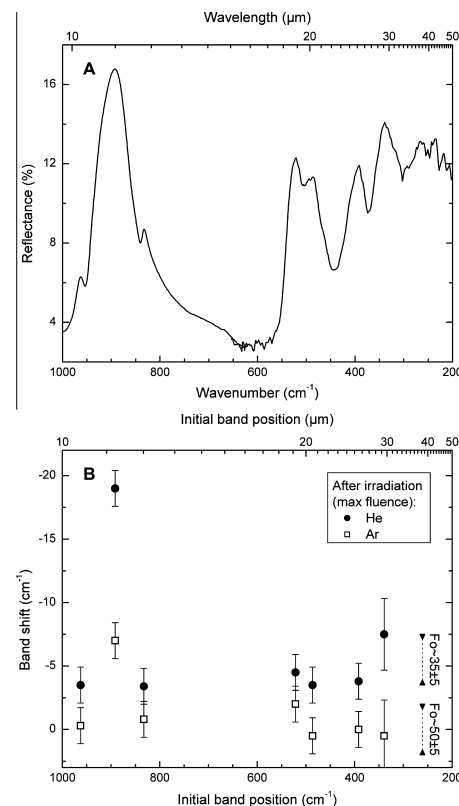 Wavelength (µm)
10 20 30 40 50
A
16
12
8
4
Reflectance (%)
1000 800 600 400 200
Wavenumber (cm-1)
Initial band position (µm)
10 20 30 40 50
B
-20
-15
-10
-5
0
Band shift (cm-1)
After irradiation
(max fluence):
He
Ar
Fo~35±5
Fo~50±5
1000 800 600 400 200
Initial band position (cm-1)